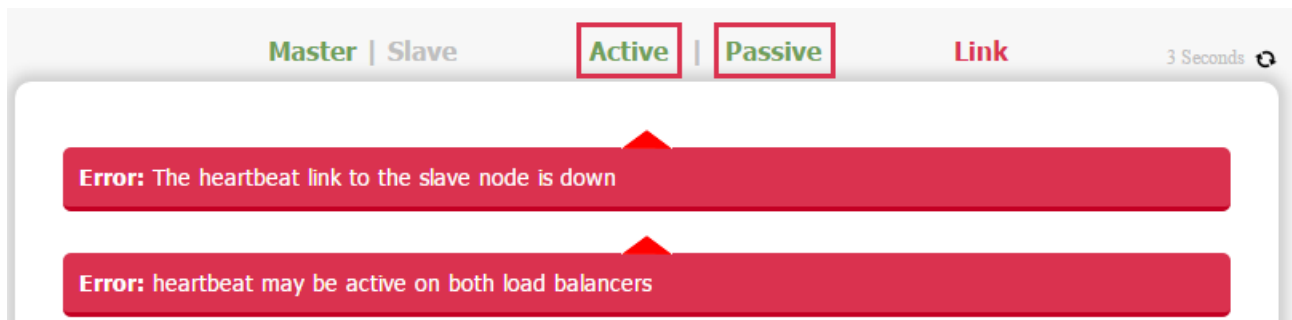 Master | Slave Active | Passive Link 3 Seconds
Error: The heartbeat link to the slave node is down
Error: heartbeat may be active on both load balancers